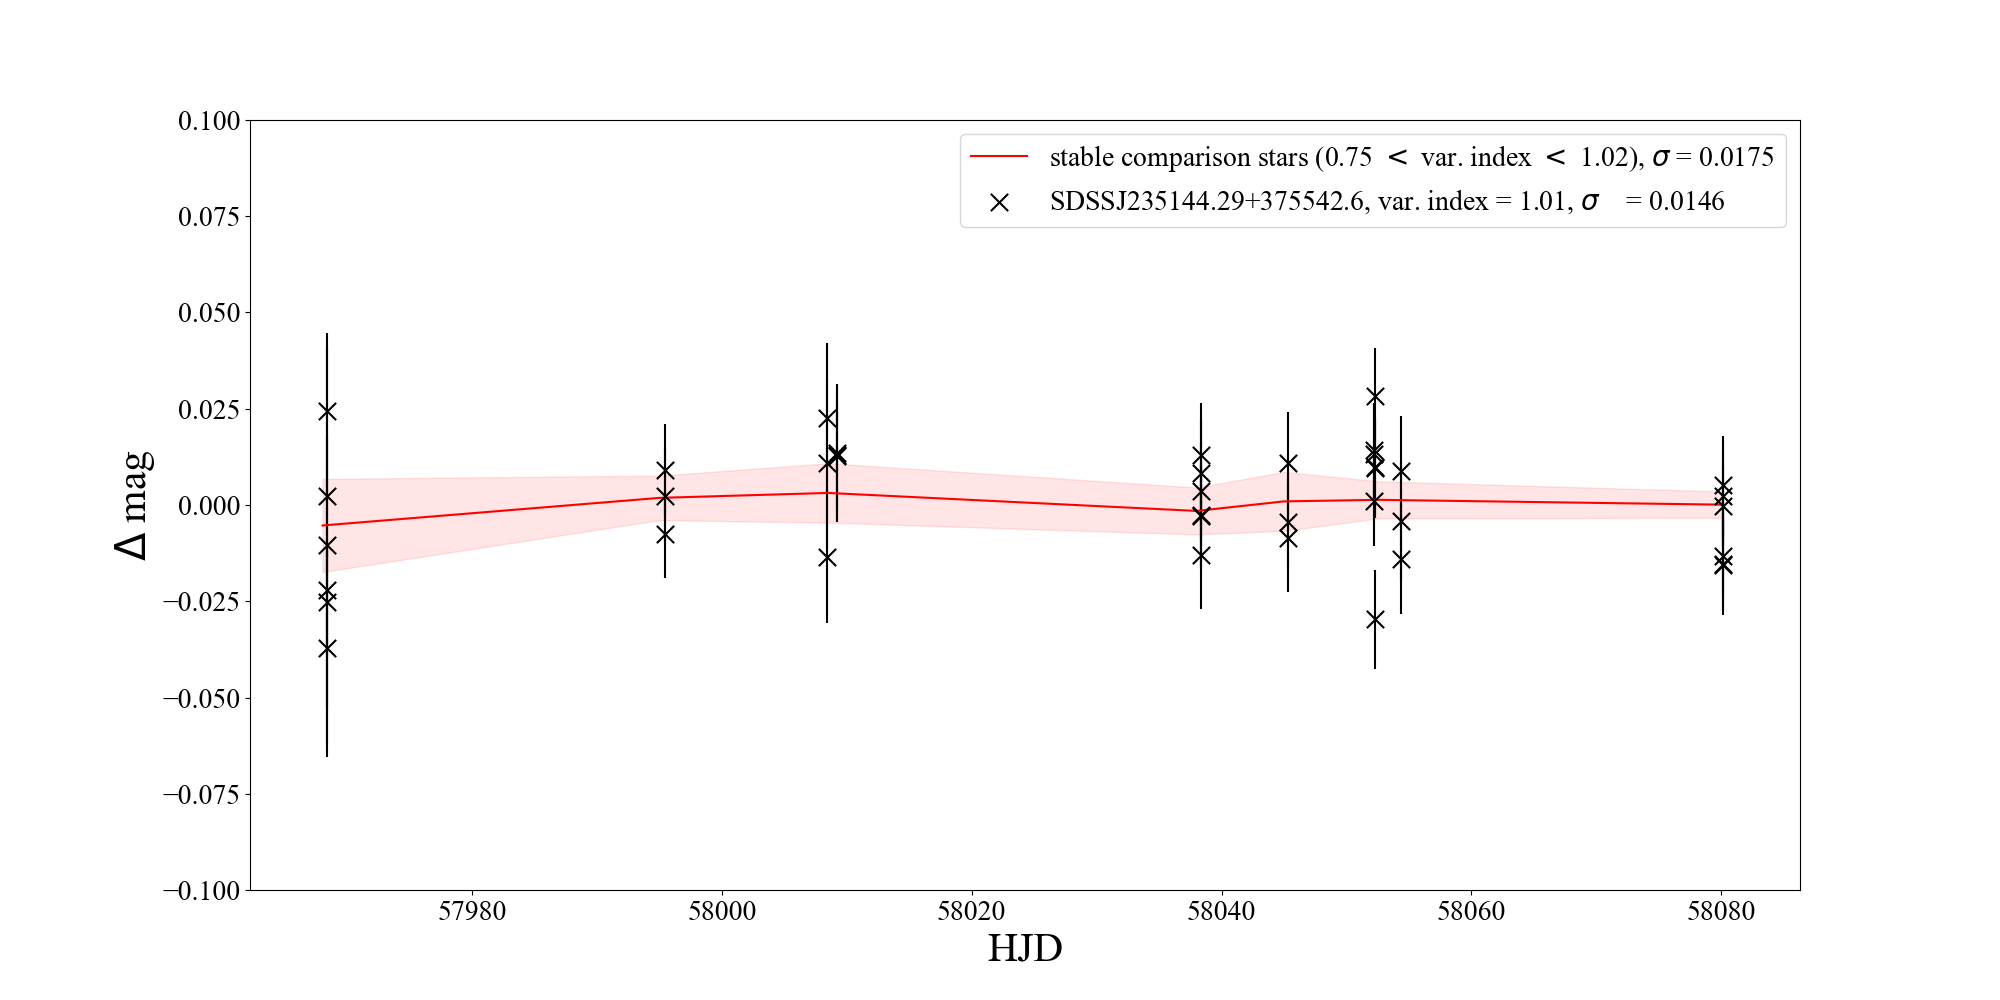 stable comparison stars (0.75 < var. index < 1.02), σ = 0.0175
SDSSJ235144.29+375542.6, var. index = 1.01, σ = 0.0146
0.100
0.075
0.050
0.025
0.000
−0.025
−0.050
−0.075
−0.100
Δ mag
57980 58000 58020 58040 58060 58080
HJD